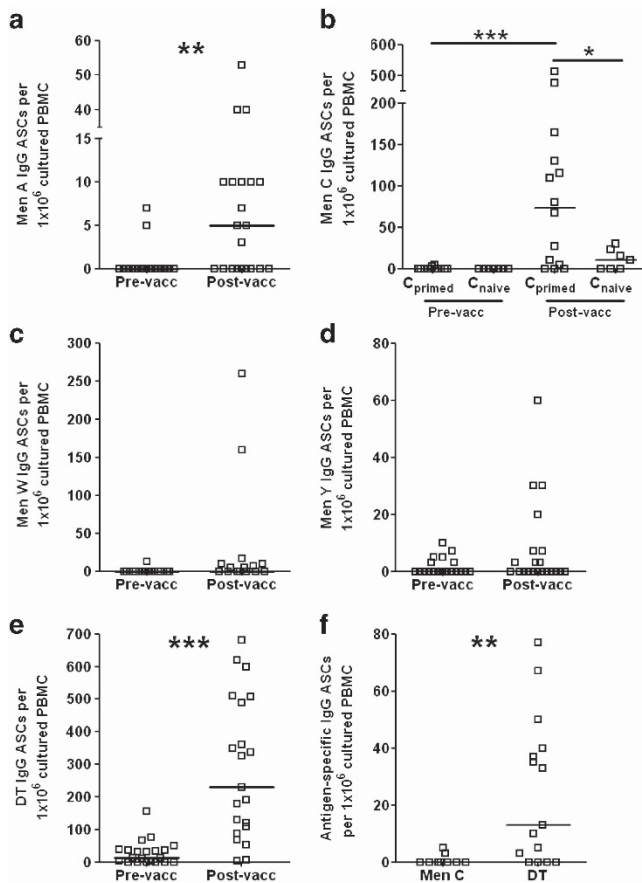 a
Men A IgG ASCs per
1x10⁶ cultured PBMC
60
50
40
30
15
10
5
0
**
Pre-vacc Post-vacc
b
Men C IgG ASCs per
1x10⁶ cultured PBMC
600
500
200
150
100
50
0
***
*
Cprimed Cnaive Cprimed Cnaive
Pre-vacc Post-vacc
c
Men W IgG ASCs per
1x10⁶ cultured PBMC
300
250
200
150
100
50
0
Pre-vacc Post-vacc
d
Men Y IgG ASCs per
1x10⁶ cultured PBMC
80
60
40
20
0
Pre-vacc Post-vacc
e
DT IgG ASCs per
1x10⁶ cultured PBMC
700
600
500
400
300
200
100
0
***
Pre-vacc Post-vacc
f
Antigen-specific IgG ASCs
per 1x10⁶ cultured PBMC
80
60
40
20
0
**
Men C DT